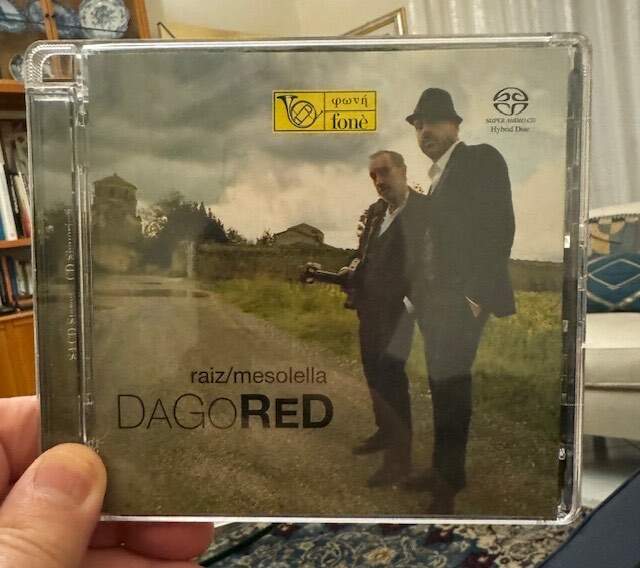 φωνή
fonè
SUPER AUDIO CD
Hybrid Disc
raiz/mesolella
DAGORED